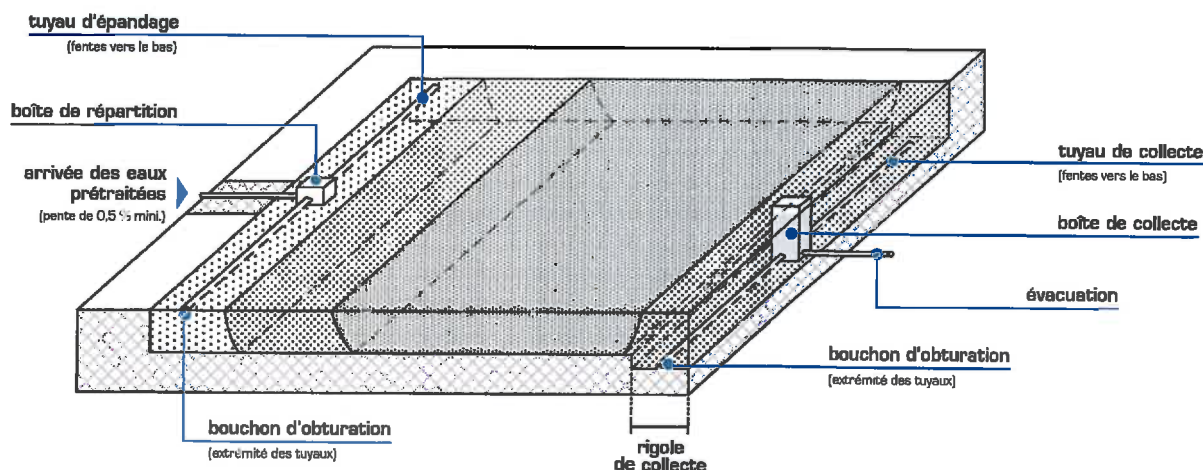 tuyau d'épandage
(fentes vers le bas)
boîte de répartition
arrivée des eaux
prétraitées
(pente de 0,5 % mini.)
tuyau de collecte
(fentes vers le bas)
boîte de collecte
évacuation
bouchon d'obturation
(extrémité des tuyaux)
bouchon d'obturation
(extrémité des tuyaux)
rigole
de collecte